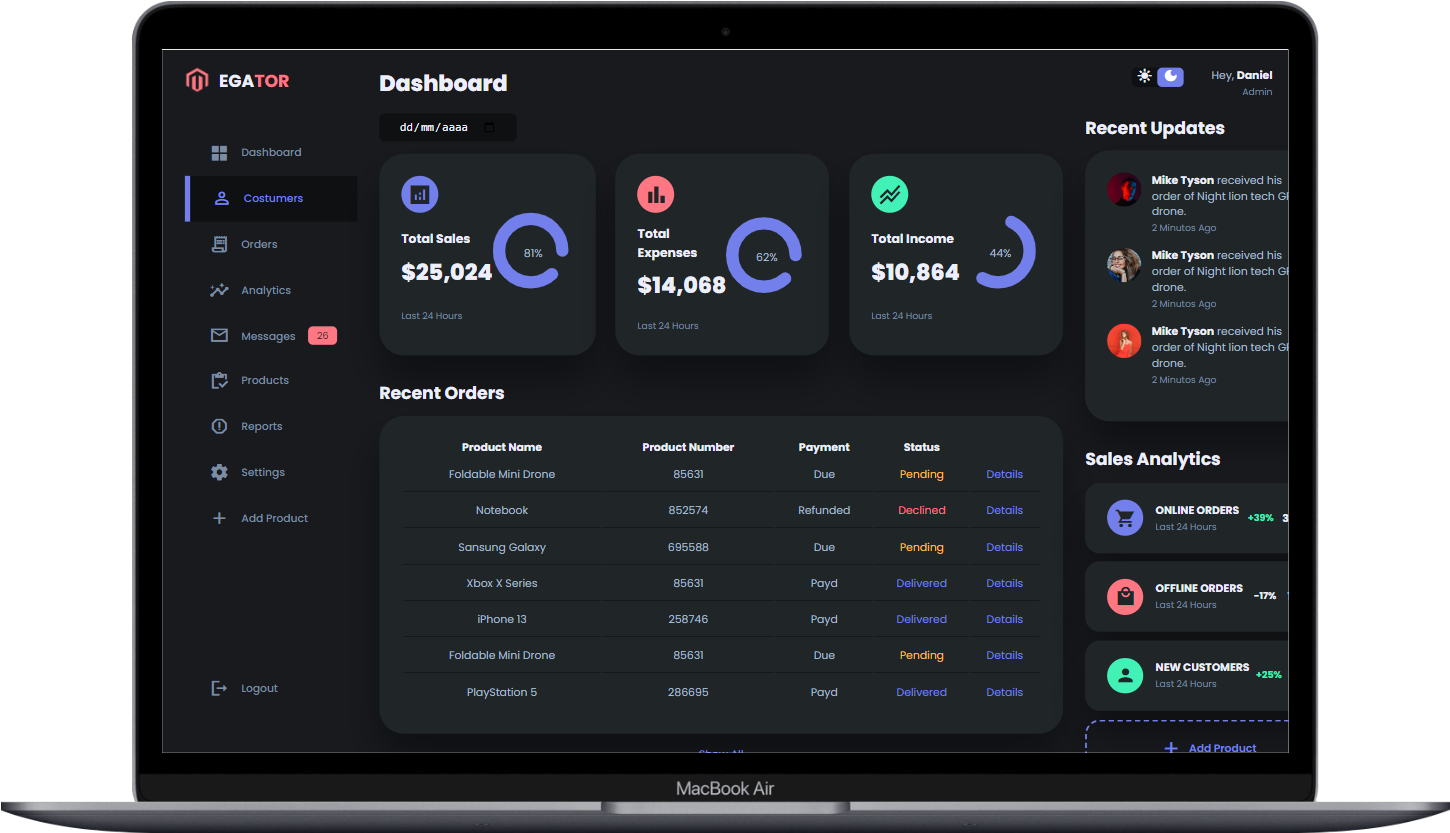 EGATOR
Dashboard
Costumers
Orders
Analytics
Messages 26
Products
Reports
Settings
Add Product
Logout
Dashboard
dd/mm/aaaa
Total Sales
$25,024
81%
Last 24 Hours
Total
Expenses
$14,068
62%
Last 24 Hours
Total Income
$10,864
44%
Last 24 Hours
Recent Orders
Product Name Product Number Payment Status
Foldable Mini Drone 85631 Due Pending Details
Notebook 852574 Refunded Declined Details
Sansung Galaxy 695588 Due Pending Details
Xbox X Series 85631 Payd Delivered Details
iPhone 13 258746 Payd Delivered Details
Foldable Mini Drone 85631 Due Pending Details
PlayStation 5 286695 Payd Delivered Details
Show All
Hey, Daniel
Admin
Recent Updates
Mike Tyson received his
order of Night lion tech
drone.
2 Minutos Ago
Mike Tyson received his
order of Night lion tech
drone.
2 Minutos Ago
Mike Tyson received his
order of Night lion tech
drone.
2 Minutos Ago
Sales Analytics
ONLINE ORDERS +39%
Last 24 Hours
OFFLINE ORDERS -17%
Last 24 Hours
NEW CUSTOMERS +25%
Last 24 Hours
Add Product
MacBook Air